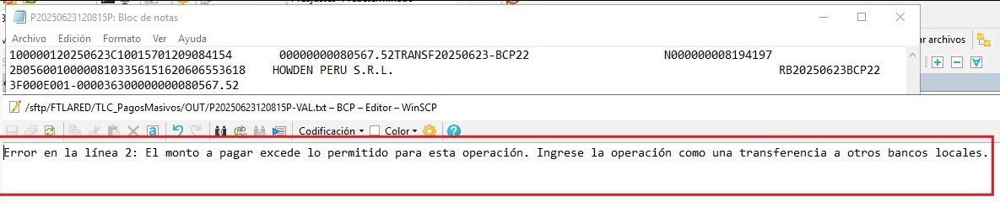 P20250623120815P: Bloc de notas
Archivo Edición Formato Ver Ayuda
ar archivos
100000120250623C10015701209084154 00000000080567.52TRANSF20250623-BCP22 N000000008194197
2B05600100000810335615162060655​3618 HOWDEN PERU S.R.L. RB20250623BCP22
3F000E001-000036300000000080567.52
/sftp/FTLARED/TLC_PagosMasivos/OUT/P20250623120815P-VAL.txt – BCP – Editor – WinSCP
Codificación Color
Error en la línea 2: El monto a pagar excede lo permitido para esta operación. Ingrese la operación como una transferencia a otros bancos locales.